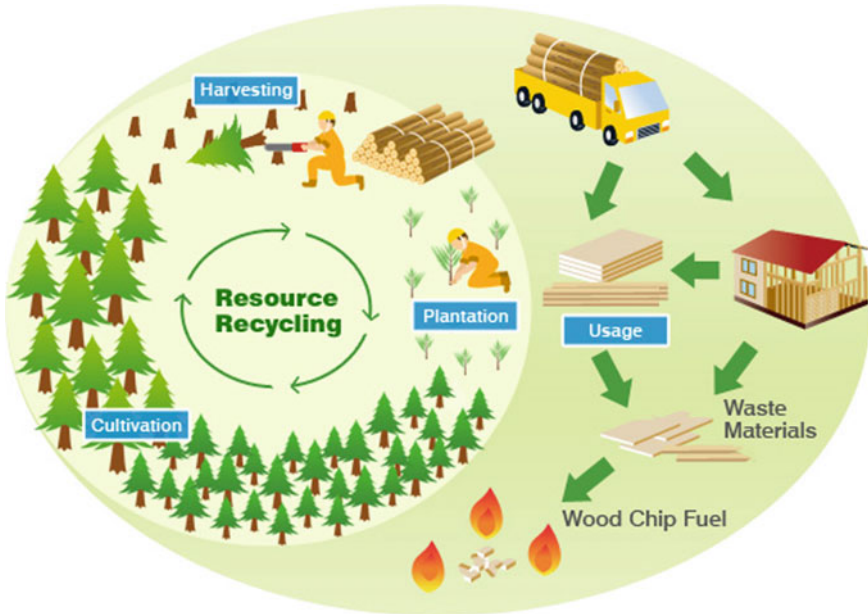 Harvesting
Resource
Recycling
Plantation
Cultivation
Usage
Waste
Materials
Wood Chip Fuel